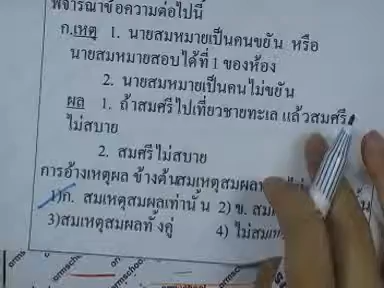 พิจารณาข้อความต่อไปนี้
ก.เหตุ 1. นายสมหมายเป็นคนขยัน หรือ
นายสมหมายสอบได้ที่ 1 ของห้อง
2. นายสมหมายเป็นคนไม่ขยัน
ผล 1. ถ้าสมศรีไปเที่ยวชายทะเล แล้วสมศรี
ไม่สบาย
2. สมศรีไม่สบาย
การอ้างเหตุผล ข้างต้นสมเหตุสมผล
1)ก. สมเหตุสมผลเท่านั้น 2) ข.
3)สมเหตุสมผลทั้งคู่ 4)
ormschool